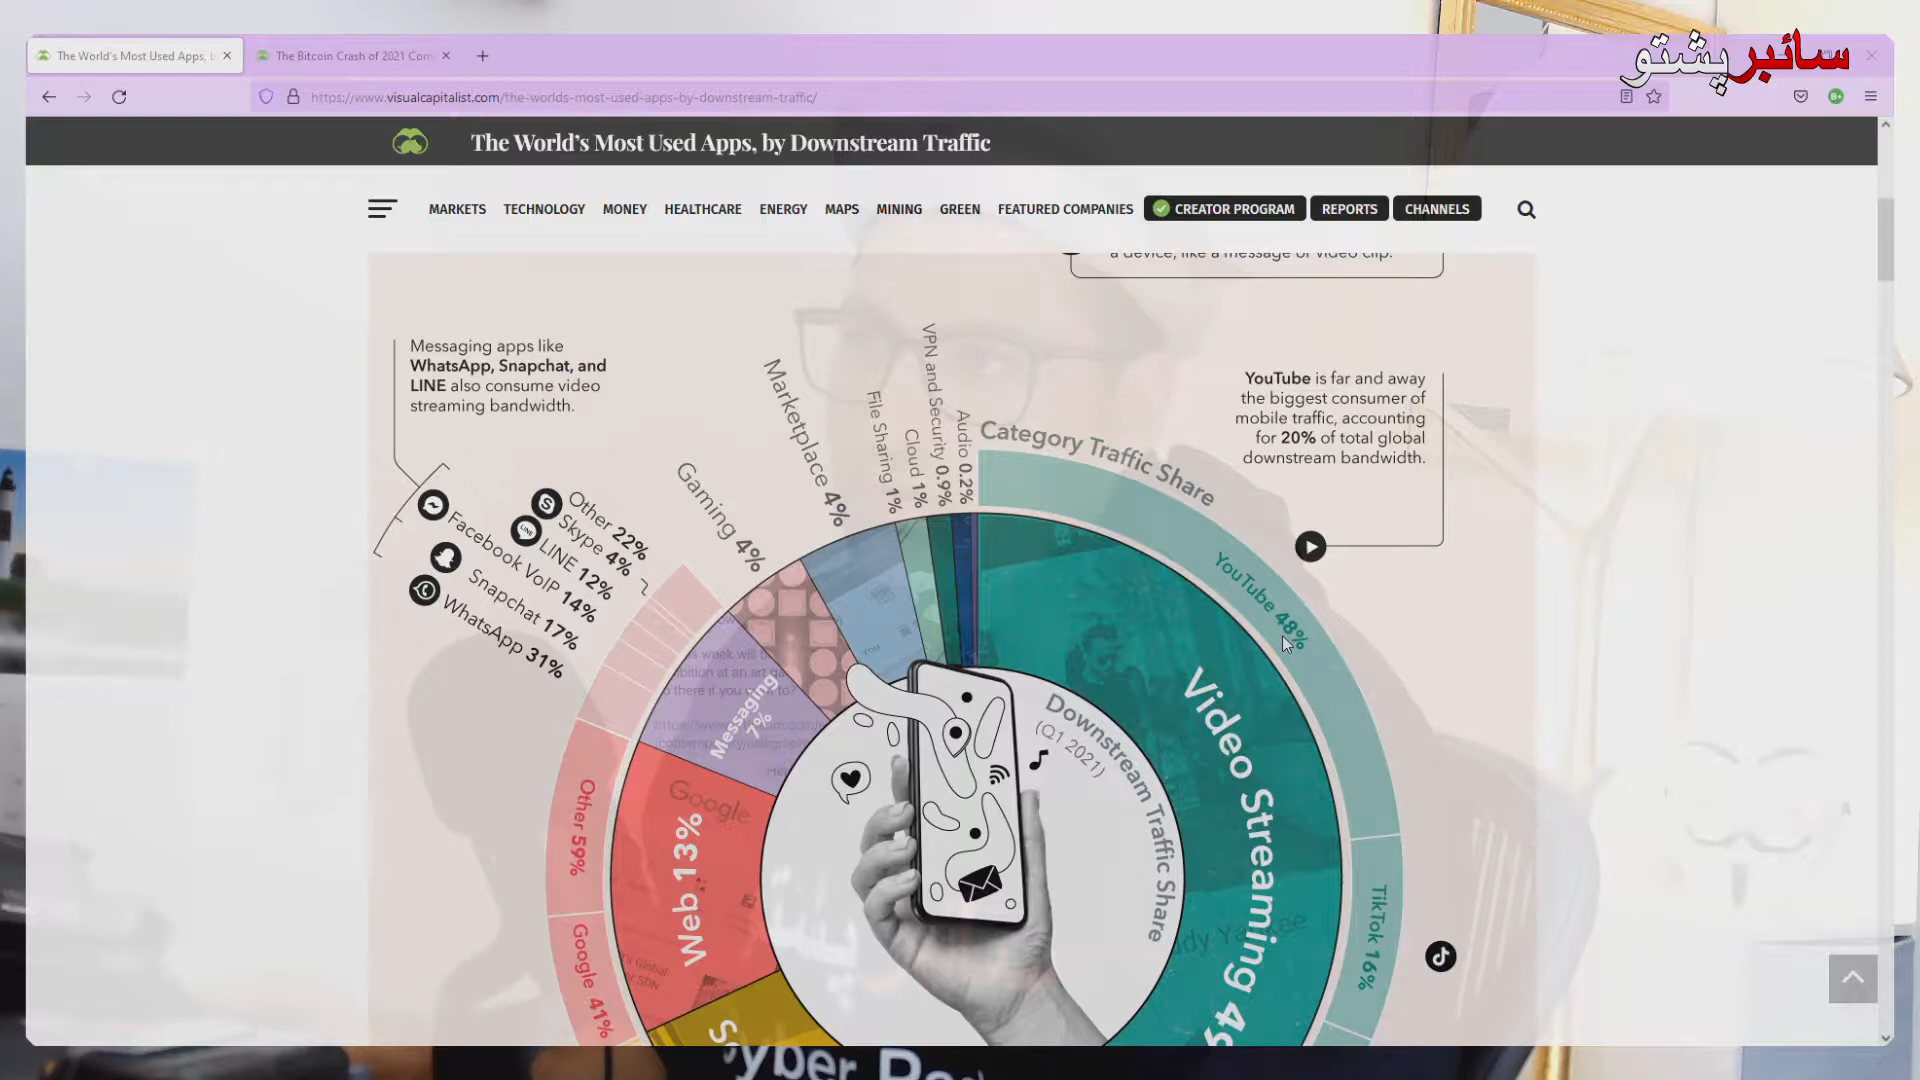 The World's Most Used Apps, b
The Bitcoin Crash of 2021 Com
سائبر پشتو
https://www.visualcapitalist.com/the-worlds-most-used-apps-by-downstream-traffic/
The World's Most Used Apps, by Downstream Traffic
MARKETS TECHNOLOGY MONEY HEALTHCARE ENERGY MAPS MINING GREEN FEATURED COMPANIES CREATOR PROGRAM REPORTS CHANNELS
a device, like a message or video clip.
Messaging apps like
WhatsApp, Snapchat, and
LINE also consume video
streaming bandwidth.
YouTube is far and away
the biggest consumer of
mobile traffic, accounting
for 20% of total global
downstream bandwidth.
Other 22%
Skype 4%
LINE 12%
Facebook VoIP 14%
Snapchat 17%
WhatsApp 31%
Gaming 4%
Marketplace 4%
File Sharing 1%
Cloud 1%
VPN and Security 0.9%
Audio 0.2%
Category Traffic Share
YouTube 48%
TikTok 16%
Video Streaming 49
Downstream Traffic Share
(Q1 2021)
Messaging
7%
Google
Web 13%
Other 59%
Google 41%